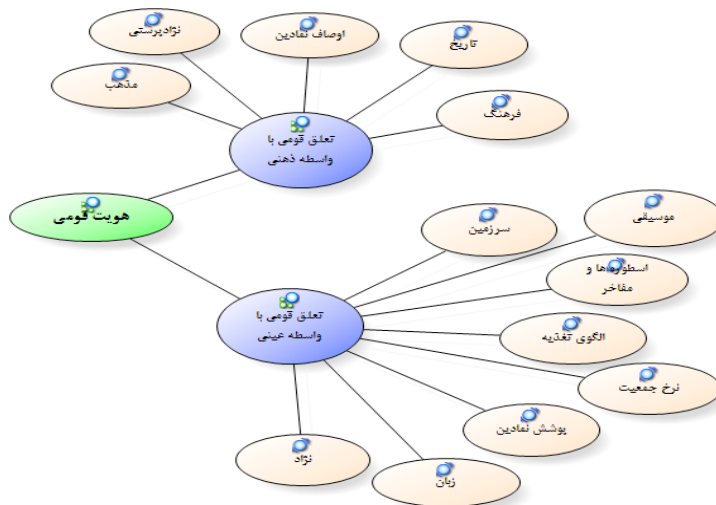 نژادپرستی
اوصاف نمادین
تاریخ
مذهب
فرهنگ
تعلق قومی با
واسطه ذهنی
هویت قومی
موسیقی
سرزمین
اسطوره‌ها و
مفاخر
تعلق قومی با
واسطه عینی
الگوی تغذیه
نرخ جمعیت
پوشش نمادین
نژاد
زبان